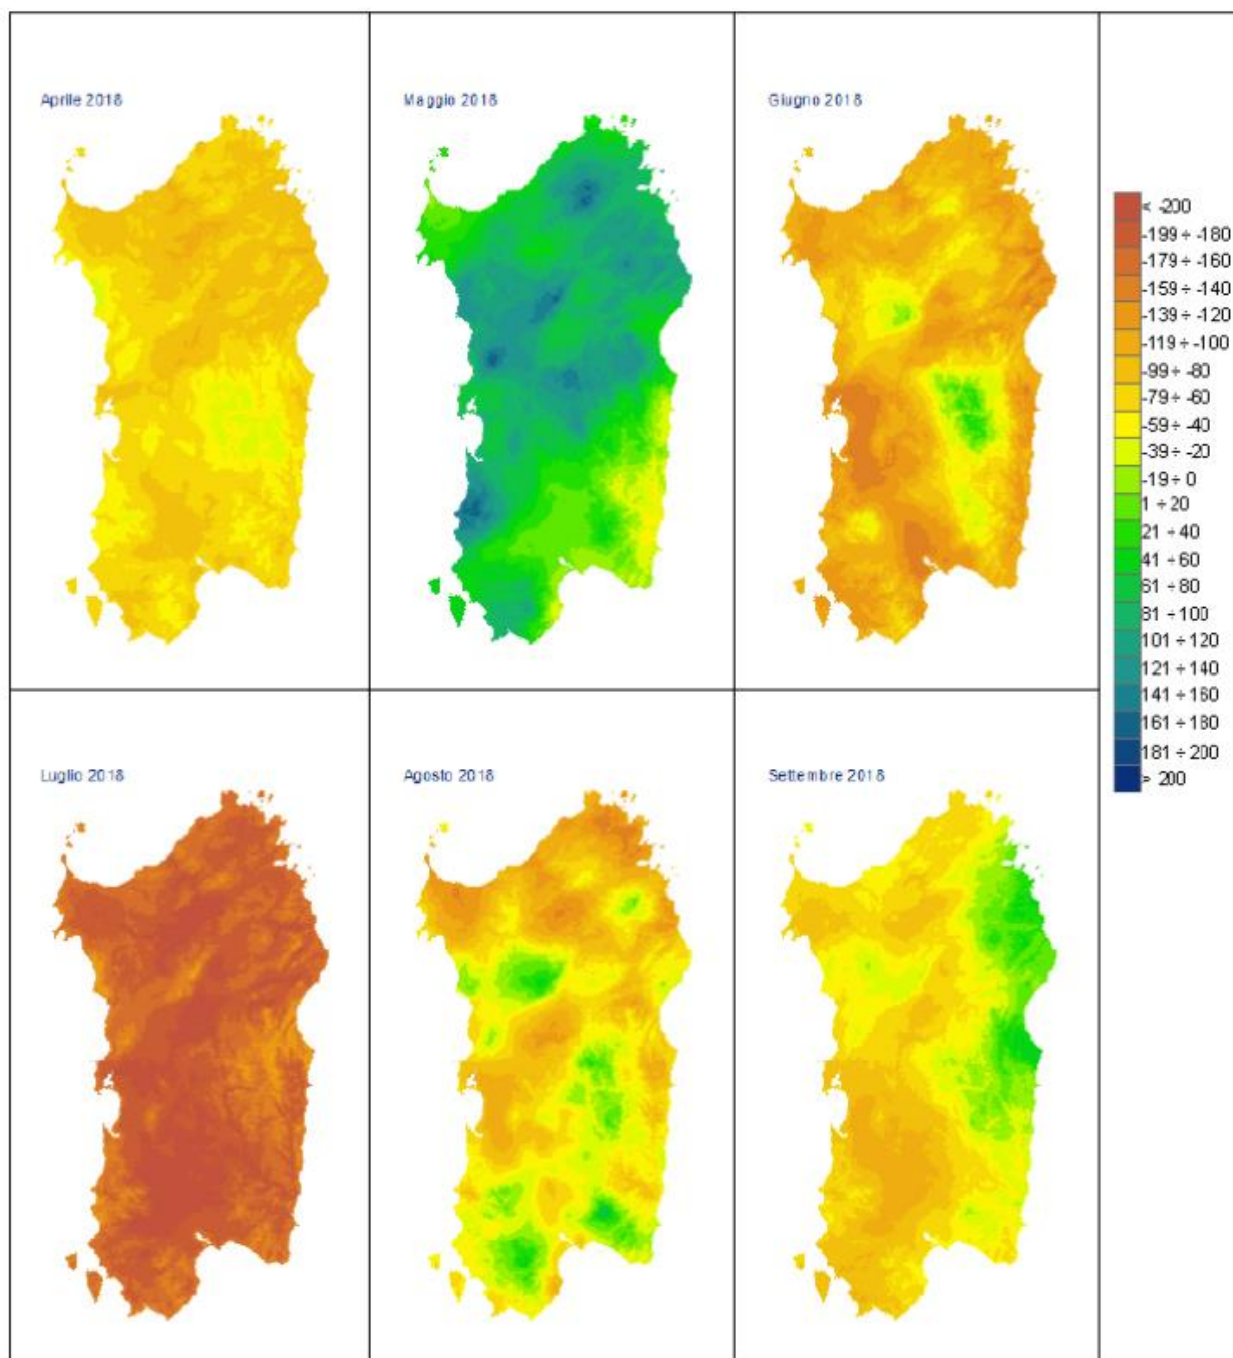 Aprile 2018
Maggio 2018
Giugno 2018
< -200
-199 ÷ -180
-179 ÷ -160
-159 ÷ -140
-139 ÷ -120
-119 ÷ -100
-99 ÷ -80
-79 ÷ -60
-59 ÷ -40
-39 ÷ -20
-19 ÷ 0
1 ÷ 20
21 ÷ 40
41 ÷ 60
61 ÷ 80
81 ÷ 100
101 ÷ 120
121 ÷ 140
141 ÷ 160
161 ÷ 180
181 ÷ 200
> 200
Luglio 2018
Agosto 2018
Settembre 2018